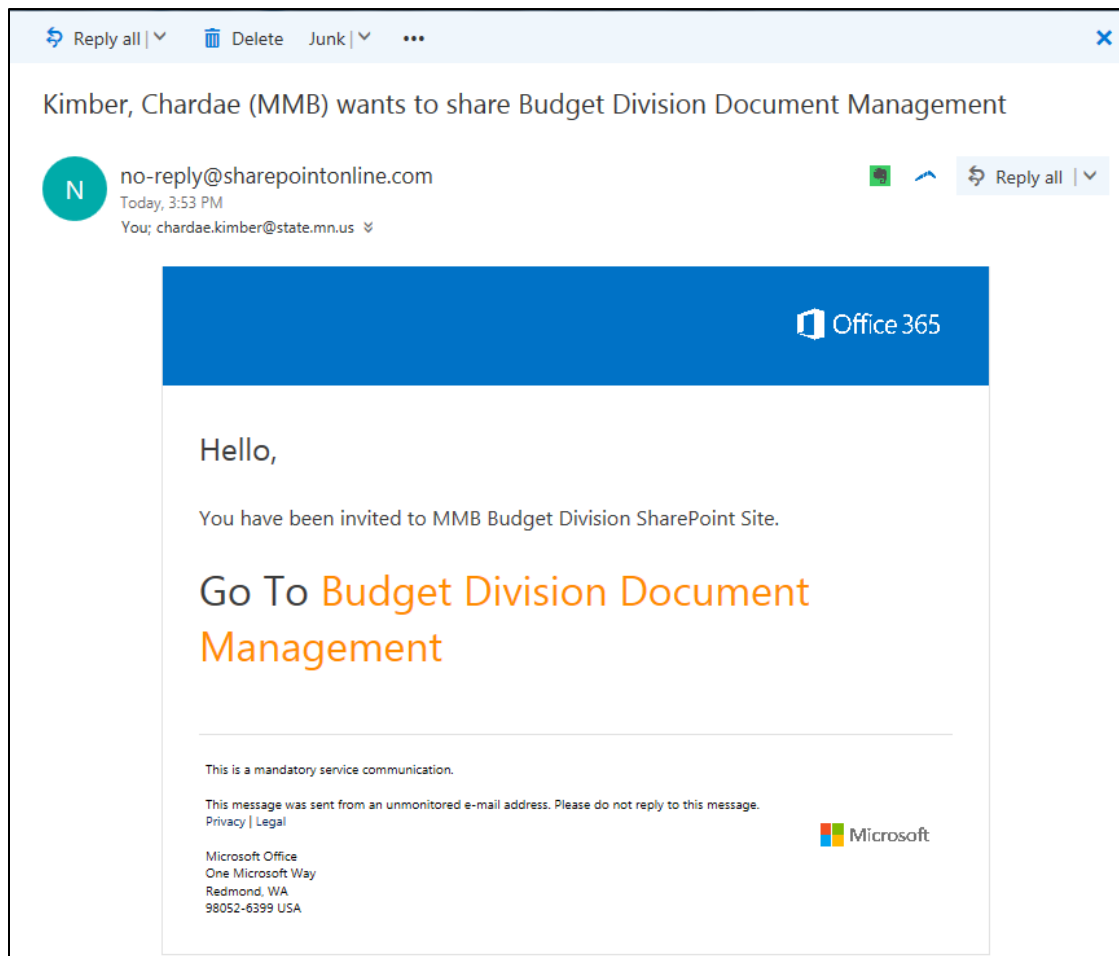 Reply all | Delete Junk | •••
Kimber, Chardae (MMB) wants to share Budget Division Document Management
N
no-reply@sharepointonline.com
Today, 3:53 PM
You; chardae.kimber@state.mn.us
Reply all |
Office 365
Hello,
You have been invited to MMB Budget Division SharePoint Site.
Go To Budget Division Document
Management
This is a mandatory service communication.
This message was sent from an unmonitored e-mail address. Please do not reply to this message.
Privacy | Legal
Microsoft
Microsoft Office
One Microsoft Way
Redmond, WA
98052-6399 USA